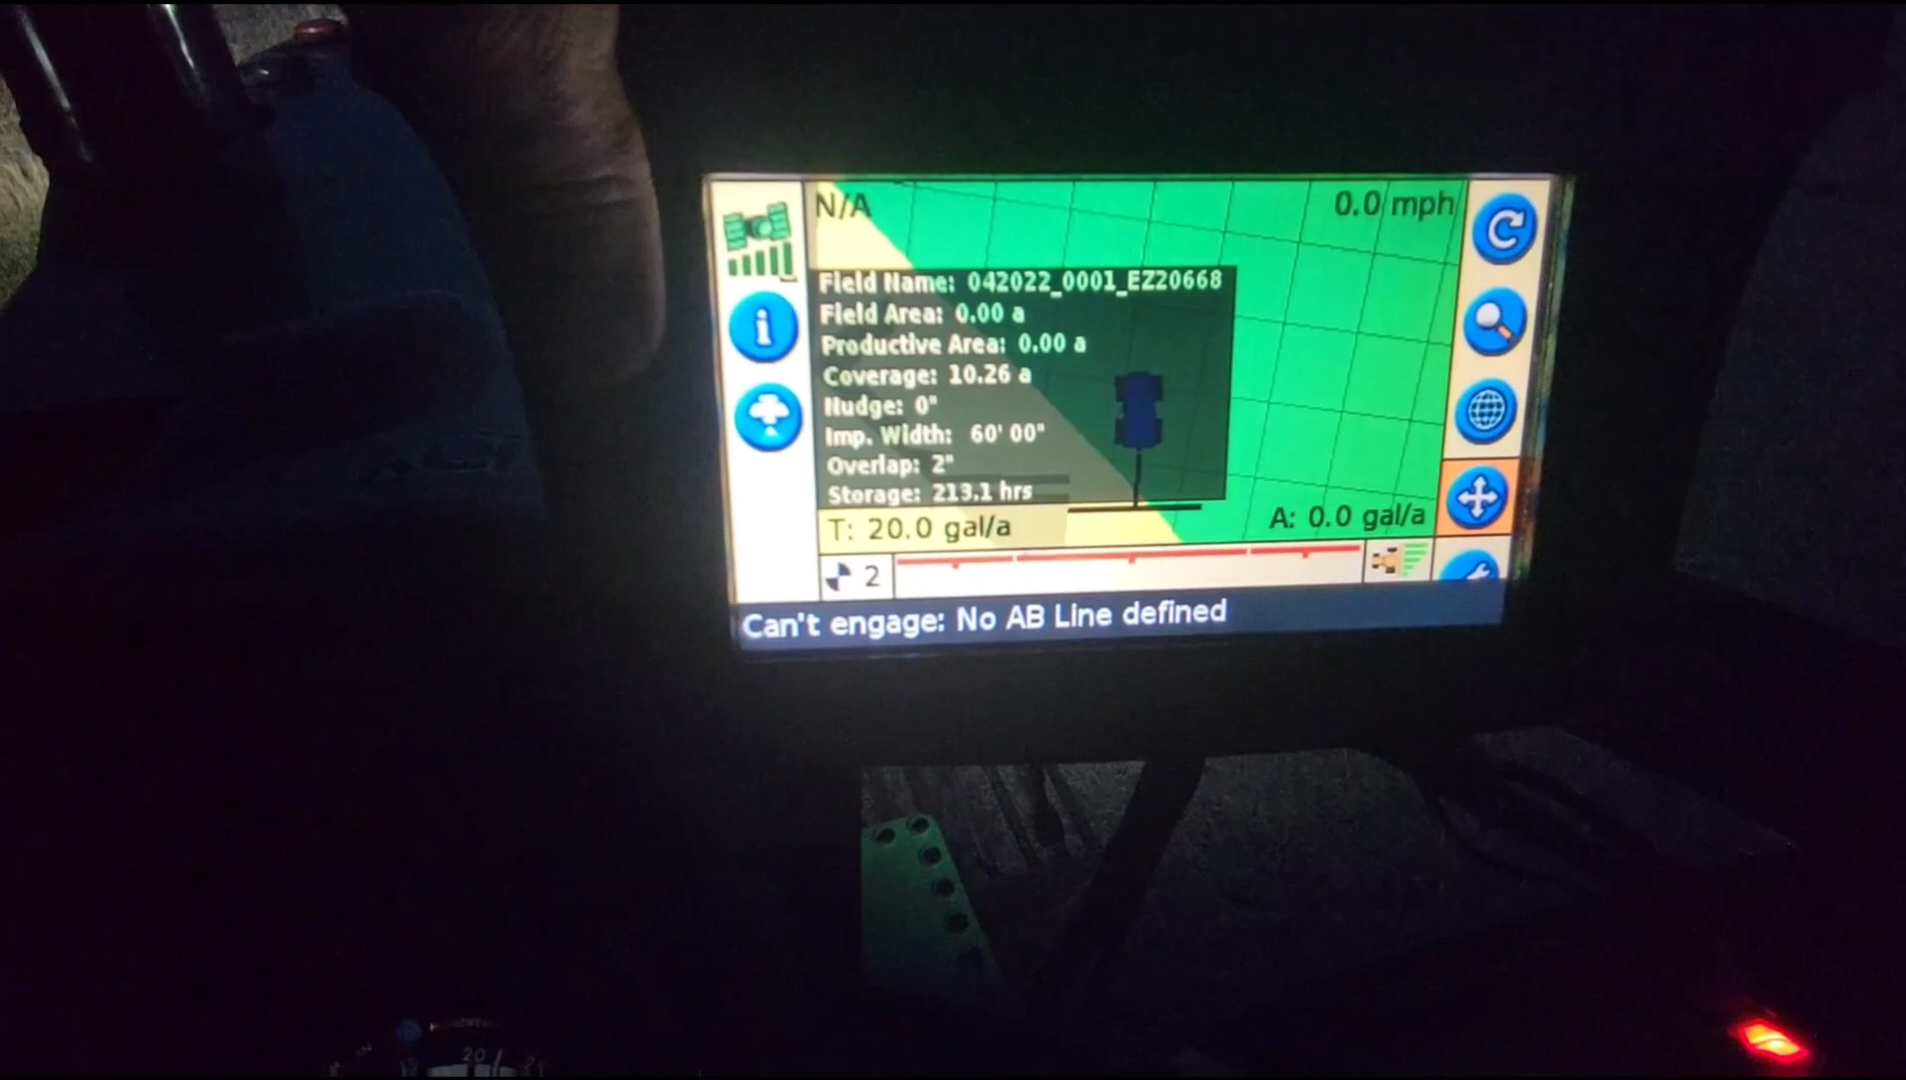 N/A
0.0 mph
Field Name: 042022_0001_EZ20668
Field Area: 0.00 a
Productive Area: 0.00 a
Coverage: 10.26 a
Nudge: 0"
Imp. Width: 60' 00"
Overlap: 2"
Storage: 213.1 hrs
T: 20.0 gal/a
A: 0.0 gal/a
2
Can't engage: No AB Line defined
20